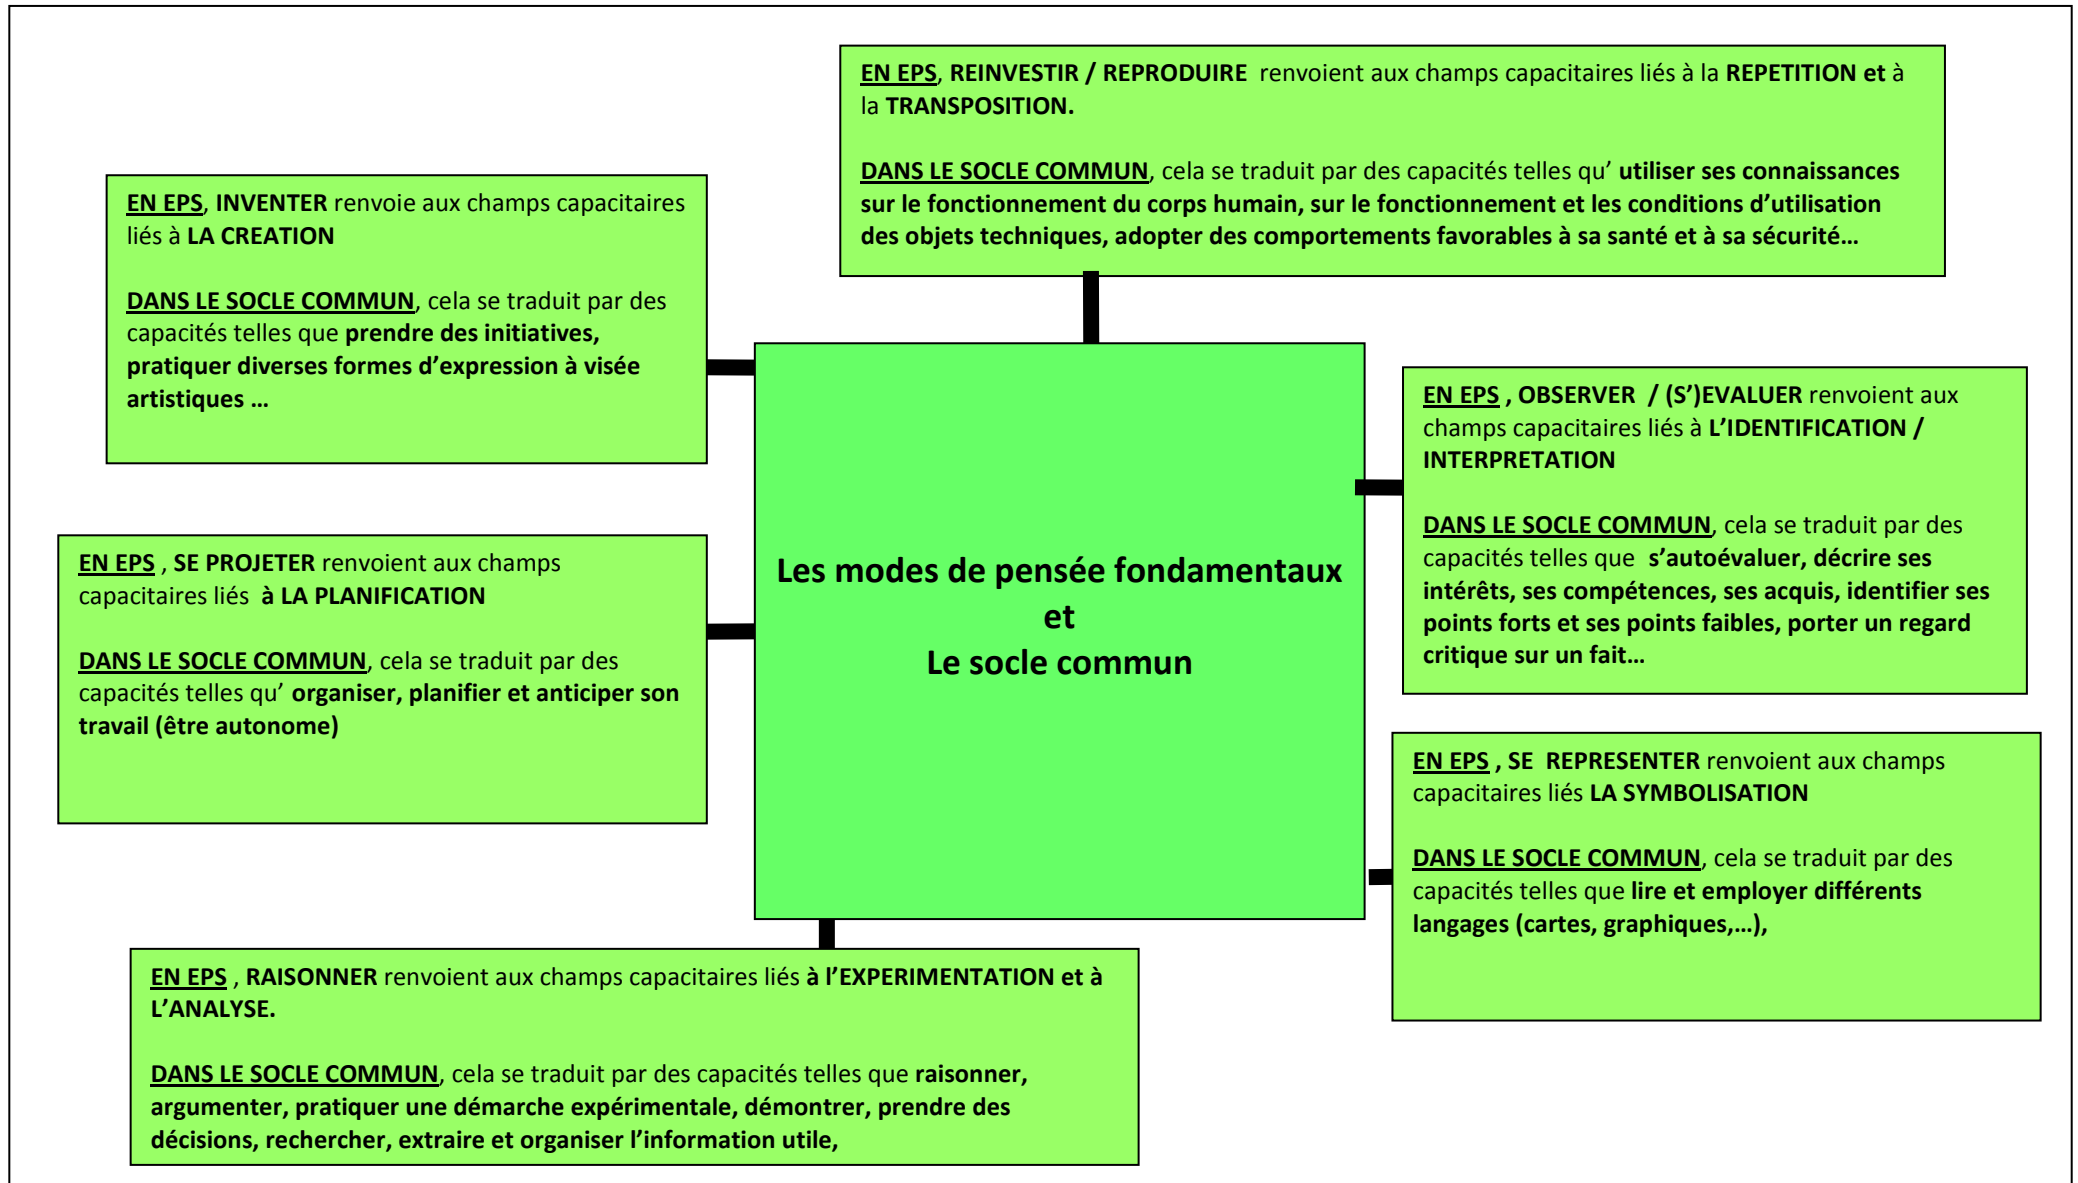 EN EPS, REINVESTIR / REPRODUIRE renvoient aux champs capacitaires liés à la REPETITION et à
la TRANSPOSITION.
DANS LE SOCLE COMMUN, cela se traduit par des capacités telles qu’ utiliser ses connaissances
sur le fonctionnement du corps humain, sur le fonctionnement et les conditions d’utilisation
des objets techniques, adopter des comportements favorables à sa santé et à sa sécurité…
EN EPS, INVENTER renvoie aux champs capacitaires
liés à LA CREATION
DANS LE SOCLE COMMUN, cela se traduit par des
capacités telles que prendre des initiatives,
pratiquer diverses formes d’expression à visée
artistiques …
EN EPS , OBSERVER / (S’)EVALUER renvoient aux
champs capacitaires liés à L’IDENTIFICATION /
INTERPRETATION
DANS LE SOCLE COMMUN, cela se traduit par des
capacités telles que s’autoévaluer, décrire ses
intérêts, ses compétences, ses acquis, identifier ses
points forts et ses points faibles, porter un regard
critique sur un fait…
EN EPS , SE PROJETER renvoient aux champs
capacitaires liés à LA PLANIFICATION
DANS LE SOCLE COMMUN, cela se traduit par des
capacités telles qu’ organiser, planifier et anticiper son
travail (être autonome)
Les modes de pensée fondamentaux
et
Le socle commun
EN EPS , SE REPRESENTER renvoient aux champs
capacitaires liés LA SYMBOLISATION
DANS LE SOCLE COMMUN, cela se traduit par des
capacités telles que lire et employer différents
langages (cartes, graphiques,…),
EN EPS , RAISONNER renvoient aux champs capacitaires liés à l’EXPERIMENTATION et à
L’ANALYSE.
DANS LE SOCLE COMMUN, cela se traduit par des capacités telles que raisonner,
argumenter, pratiquer une démarche expérimentale, démontrer, prendre des
décisions, rechercher, extraire et organiser l’information utile,